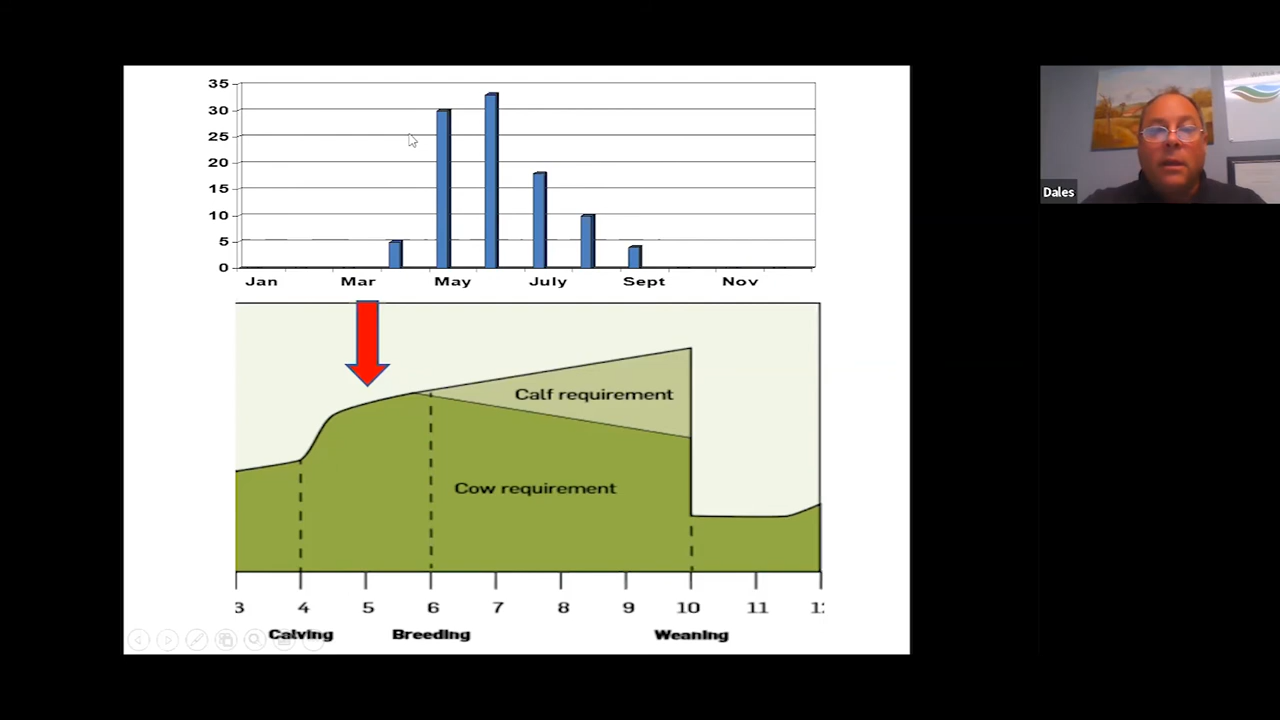 35
30
25
20
15
10
5
0
Jan Mar May July Sept Nov
Calf requirement
Cow requirement
3 4 5 6 7 8 9 10 11
Calving Breeding Weaning
Dales